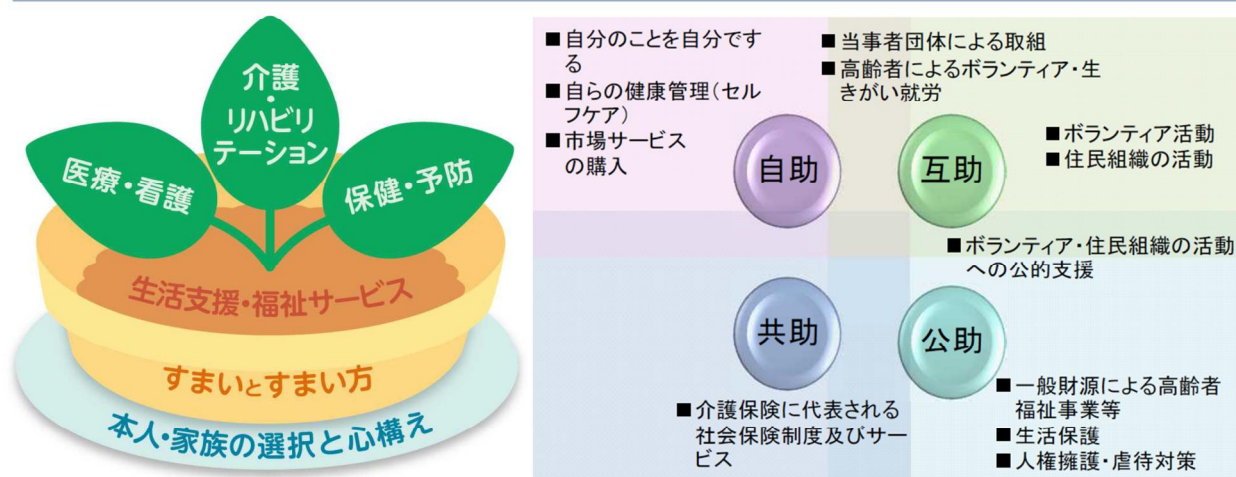 介護
・
リハビリ
テーション
医療・看護
保健・予防
生活支援・福祉サービス
すまいとすまい方
本人・家族の選択と心構え
■ 自分のことを自分です
る
■ 自らの健康管理(セル
フケア)
■ 市場サービス
の購入
■ 当事者団体による取組
■ 高齢者によるボランティア・生
きがい就労
■ ボランティア活動
■ 住民組織の活動
自助
互助
■ ボランティア・住民組織の活動
への公的支援
共助
公助
■ 介護保険に代表される
社会保険制度及びサー
ビス
■ 一般財源による高齢者
福祉事業等
■ 生活保護
■ 人権擁護・虐待対策